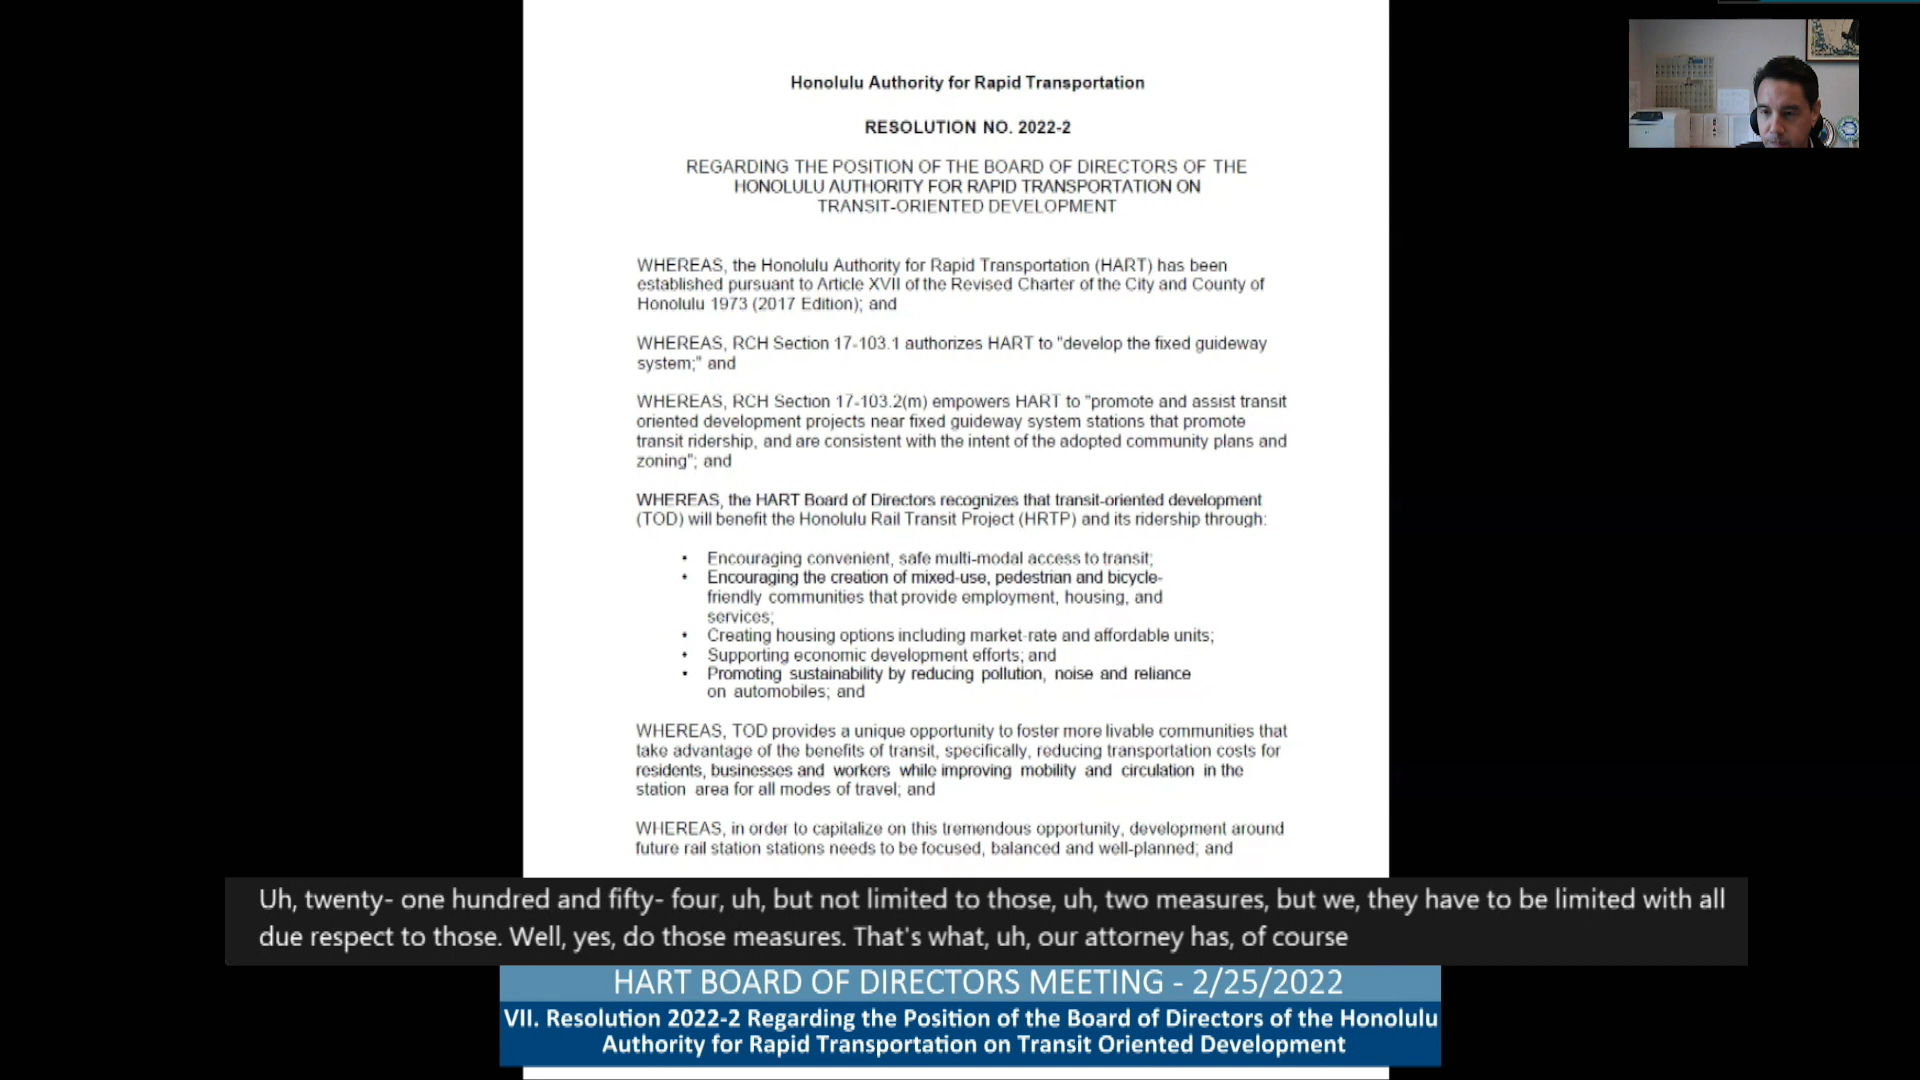 Honolulu Authority for Rapid Transportation
RESOLUTION NO. 2022-2
REGARDING THE POSITION OF THE BOARD OF DIRECTORS OF THE
HONOLULU AUTHORITY FOR RAPID TRANSPORTATION ON
TRANSIT-ORIENTED DEVELOPMENT
WHEREAS, the Honolulu Authority for Rapid Transportation (HART) has been
established pursuant to Article XVII of the Revised Charter of the City and County of
Honolulu 1973 (2017 Edition); and
WHEREAS, RCH Section 17-103.1 authorizes HART to "develop the fixed guideway
system;" and
WHEREAS, RCH Section 17-103.2(m) empowers HART to "promote and assist transit
oriented development projects near fixed guideway system stations that promote
transit ridership, and are consistent with the intent of the adopted community plans and
zoning"; and
WHEREAS, the HART Board of Directors recognizes that transit-oriented development
(TOD) will benefit the Honolulu Rail Transit Project (HRTP) and its ridership through:
• Encouraging convenient, safe multi-modal access to transit;
• Encouraging the creation of mixed-use, pedestrian and bicycle-
friendly communities that provide employment, housing, and
services;
• Creating housing options including market-rate and affordable units;
• Supporting economic development efforts; and
• Promoting sustainability by reducing pollution, noise and reliance
on automobiles; and
WHEREAS, TOD provides a unique opportunity to foster more livable communities that
take advantage of the benefits of transit, specifically, reducing transportation costs for
residents, businesses and workers while improving mobility and circulation in the
station area for all modes of travel; and
WHEREAS, in order to capitalize on this tremendous opportunity, development around
future rail station stations needs to be focused, balanced and well-planned; and
Uh, twenty- one hundred and fifty- four, uh, but not limited to those, uh, two measures, but we, they have to be limited with all
due respect to those. Well, yes, do those measures. That's what, uh, our attorney has, of course
HART BOARD OF DIRECTORS MEETING - 2/25/2022
VII. Resolution 2022-2 Regarding the Position of the Board of Directors of the Honolulu
Authority for Rapid Transportation on Transit Oriented Development